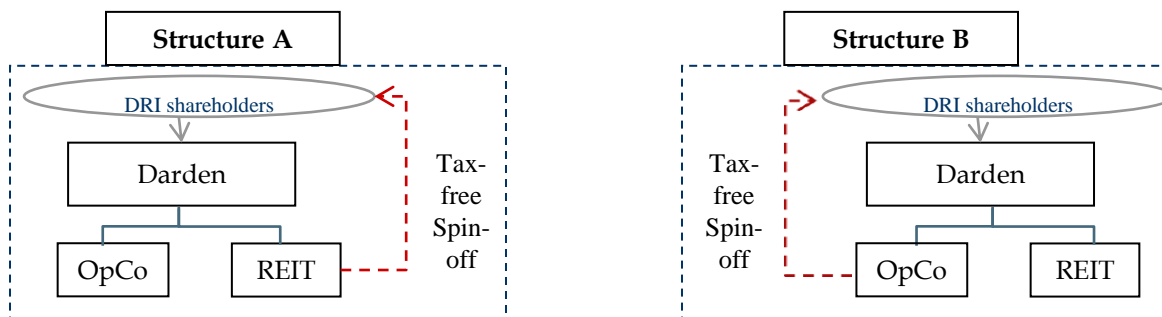 Structure A
DRI shareholders
Darden
OpCo
REIT
Tax-
free
Spin-
off
Structure B
DRI shareholders
Tax-
free
Spin-
off
Darden
OpCo
REIT